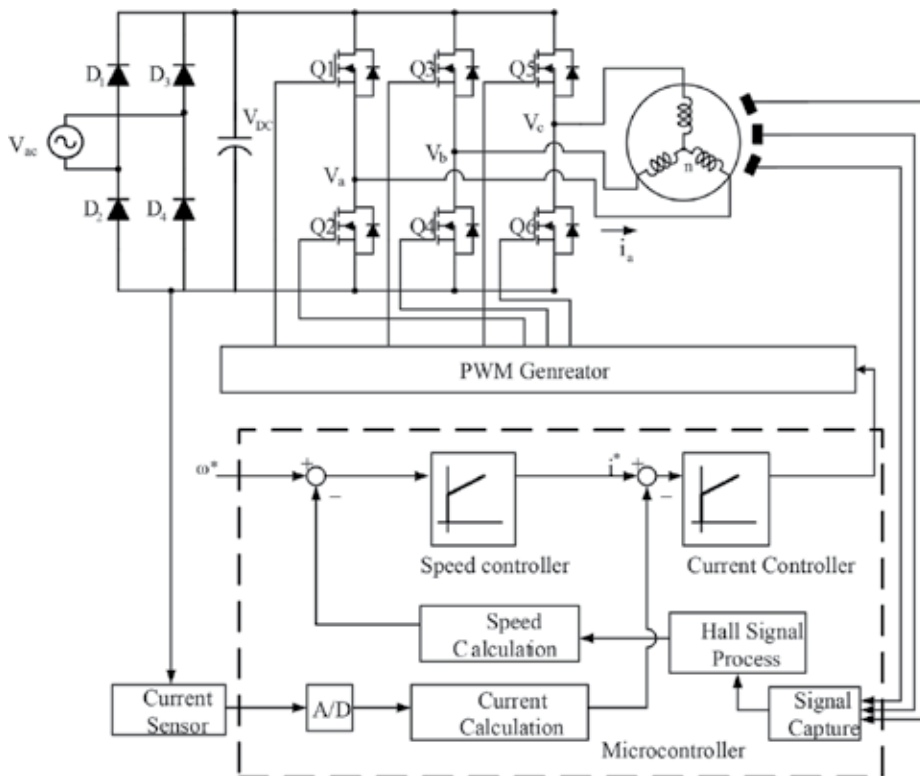 D1
D3
Q1
Q3
Q5
VDC
Vac
Vc
Vb
n
Va
D2
D4
Q2
Q4
Q6
ia
PWM Genreator
ω*
+
−
i*
+
−
Speed controller
Current Controller
Speed
Calculation
Hall Signal
Process
Current
Sensor
A/D
Current
Calculation
Signal
Capture
Microcontroller